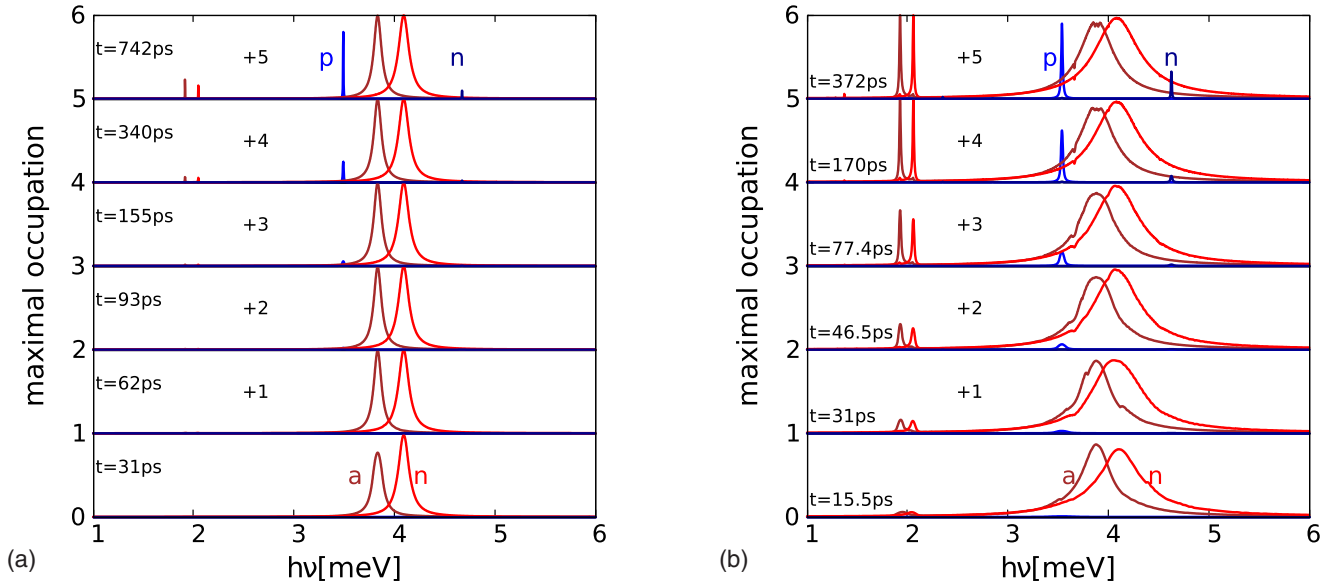 6
t=742ps
+5
p
n
5
t=340ps
+4
4
t=155ps
+3
3
t=93ps
+2
2
t=62ps
+1
1
t=31ps
a
n
0
1 2 3 4 5 6
maximal occupation
hν[meV]
(a)
6
t=372ps
+5
p
n
5
t=170ps
+4
4
t=77.4ps
+3
3
t=46.5ps
+2
2
t=31ps
+1
1
t=15.5ps
a
n
0
1 2 3 4 5 6
maximal occupation
hν[meV]
(b)